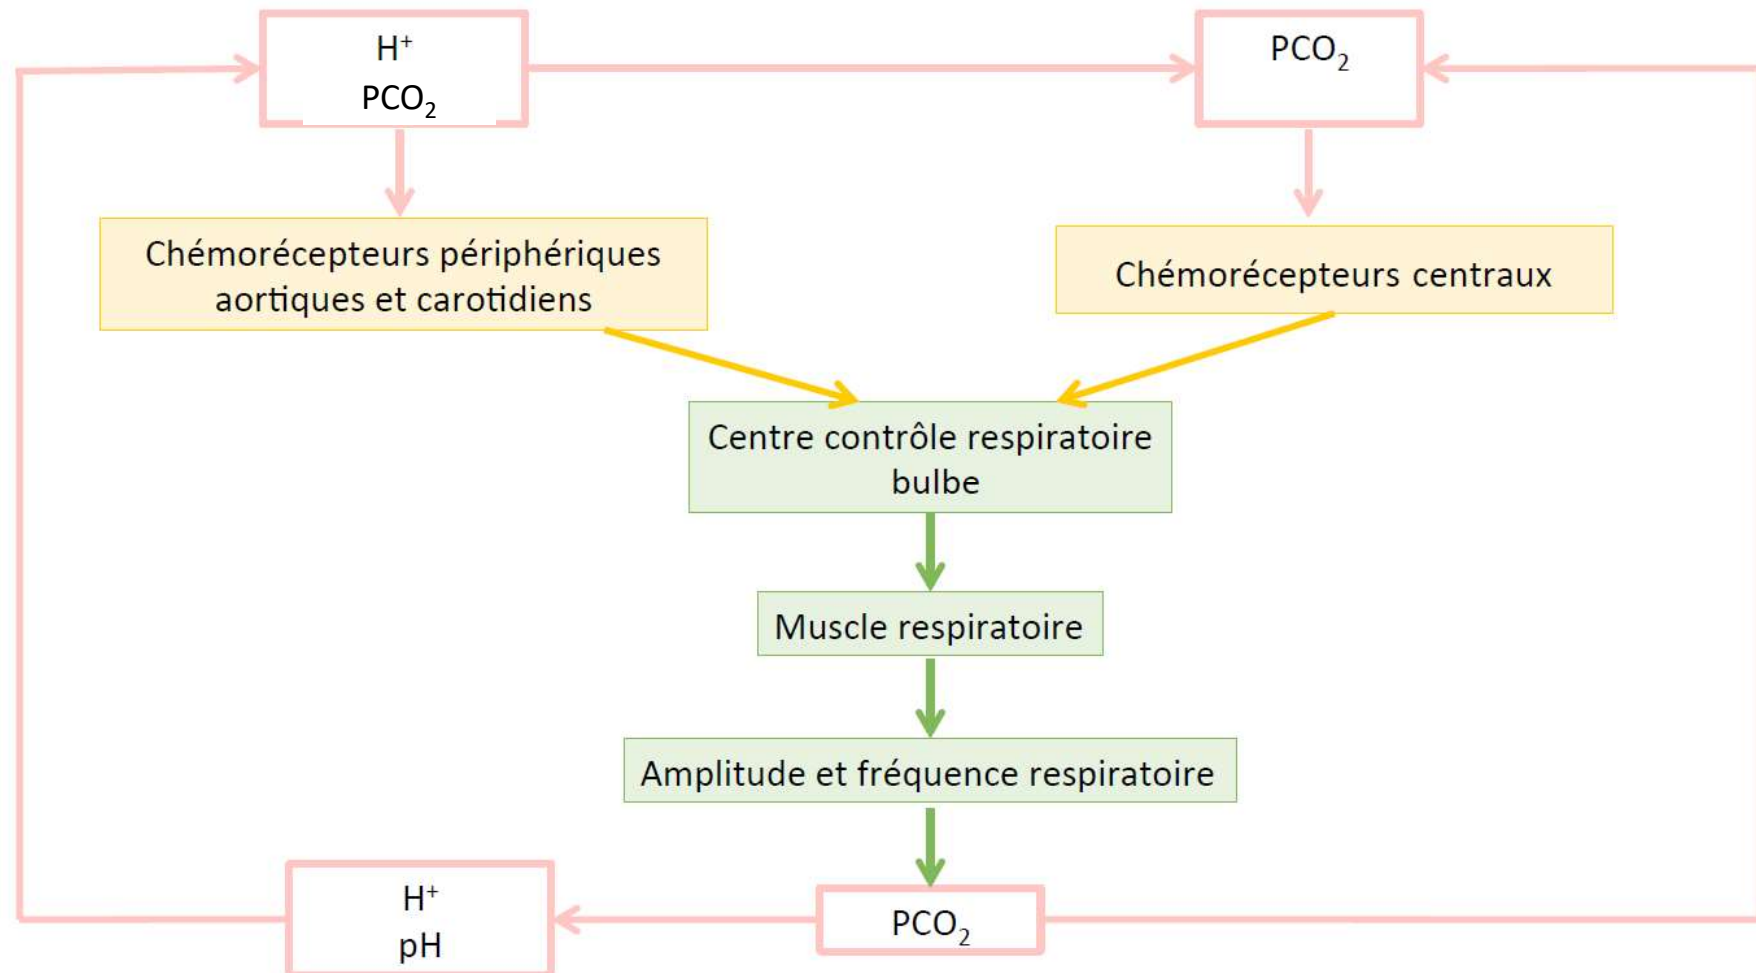 H⁺
PCO₂
PCO₂
Chémorécepteurs périphériques
aortiques et carotidiens
Chémorécepteurs centraux
Centre contrôle respiratoire
bulbe
Muscle respiratoire
Amplitude et fréquence respiratoire
H⁺
pH
PCO₂